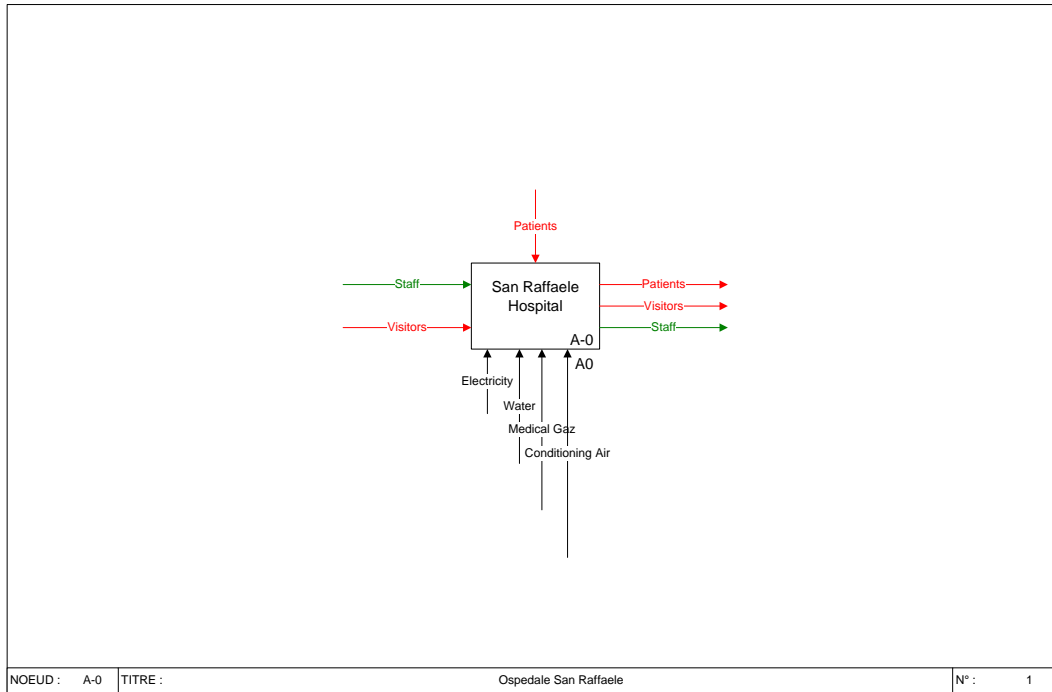 Patients
Staff
Visitors
San Raffaele
Hospital
A-0
A0
Patients
Visitors
Staff
Electricity
Water
Medical Gaz
Conditioning Air
NOEUD : A-0 TITRE : Ospedale San Raffaele N° : 1